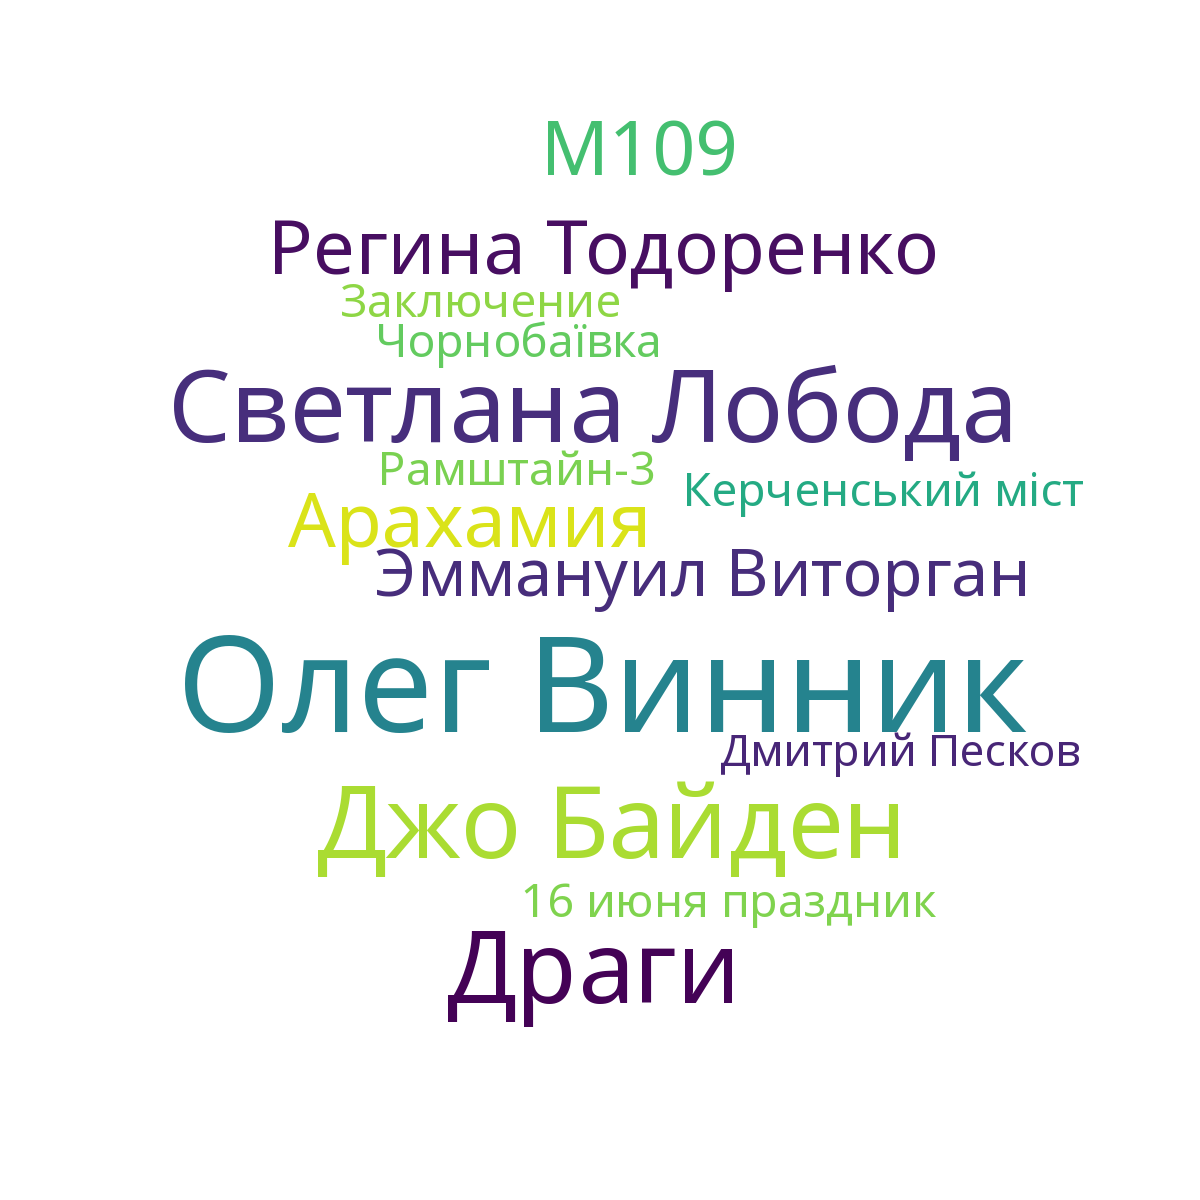 M109
Регина Тодоренко
Заключение
Чорнобаївка
Светлана Лобода
Рамштайн-3
Керченський міст
Арахамия
Эммануил Виторган
Олег Винник
Дмитрий Песков
Джо Байден
16 июня праздник
Драги